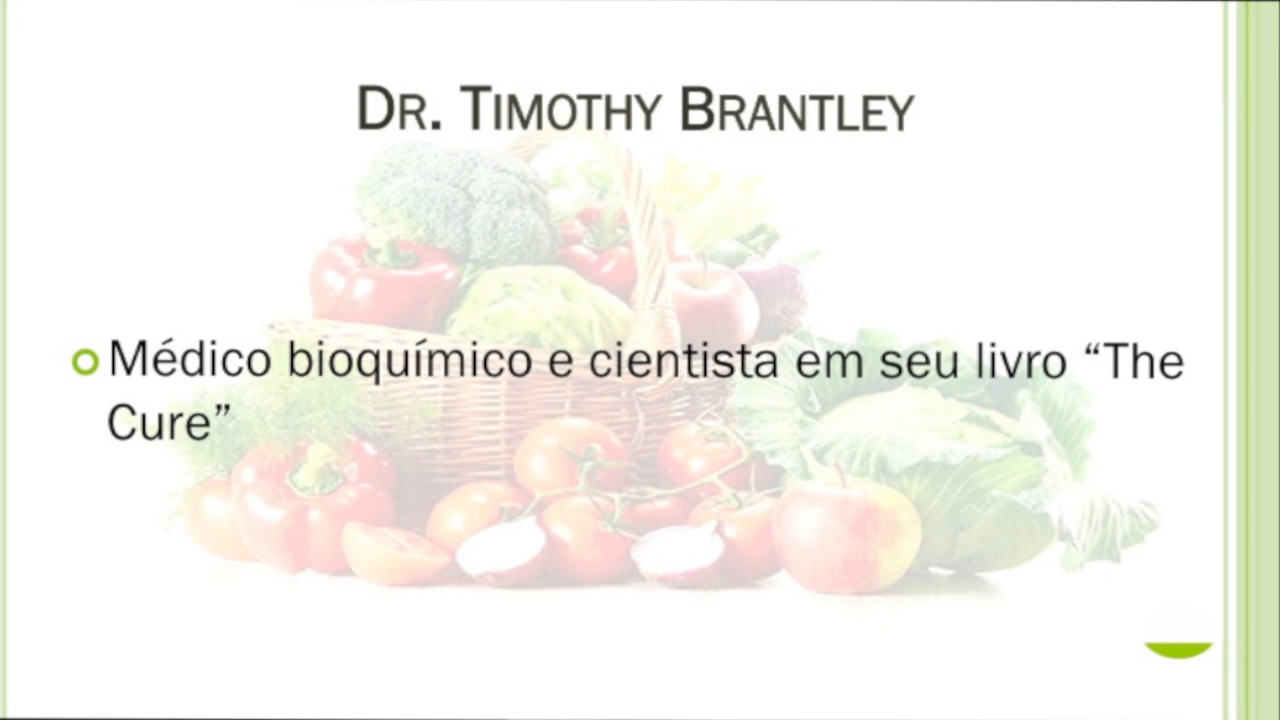 DR. TIMOTHY BRANTLEY
Médico bioquímico e cientista em seu livro “The
Cure”